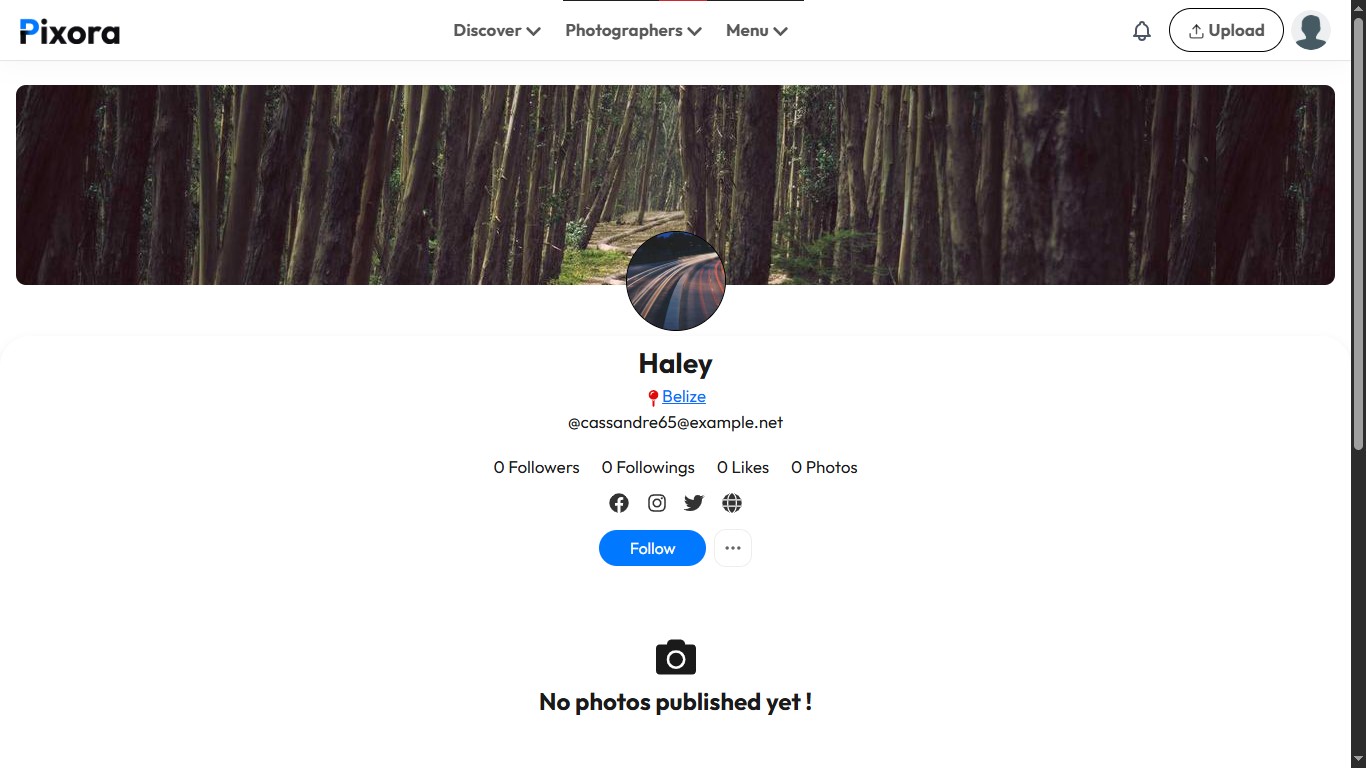 Pixora
Discover
Photographers
Menu
Upload
Haley
Belize
@cassandre65@example.net
0 Followers 0 Followings 0 Likes 0 Photos
Follow
No photos published yet !